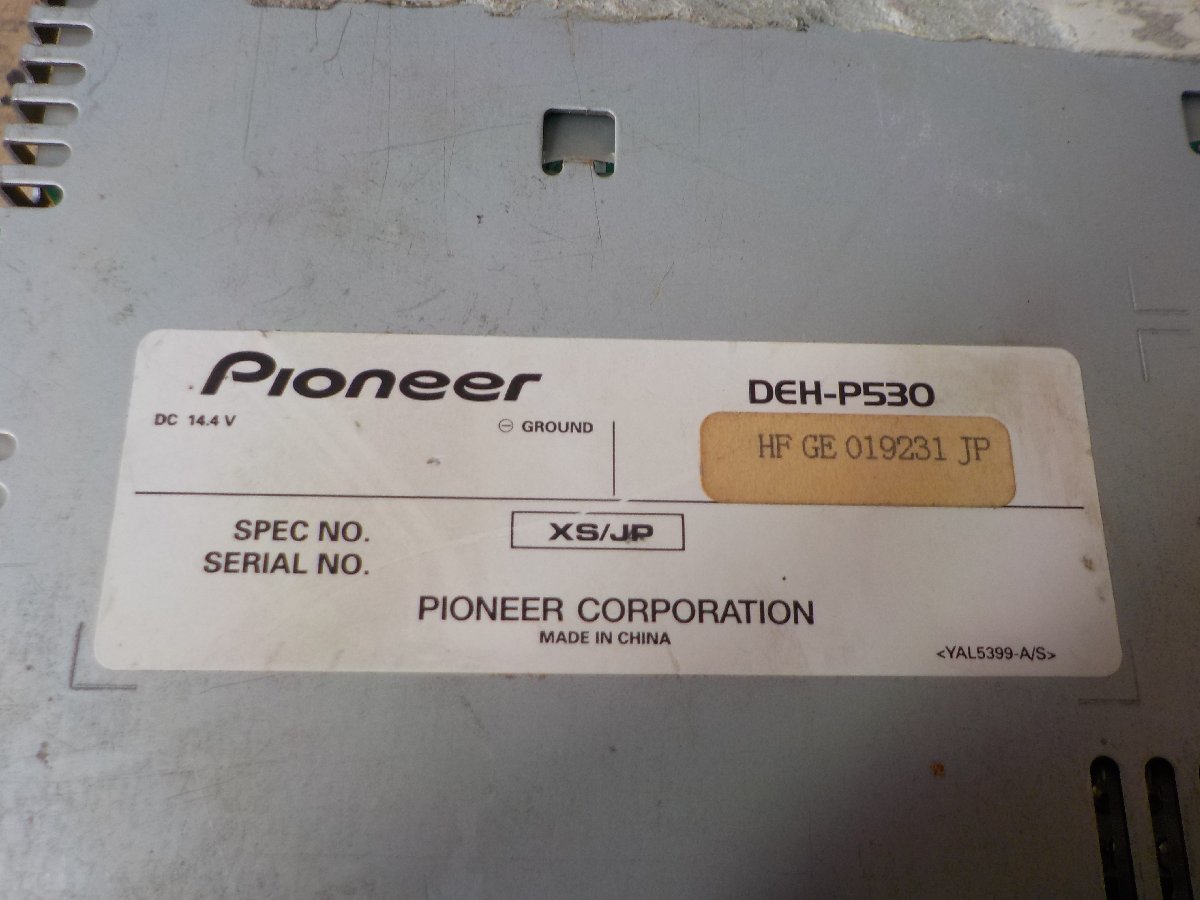 Pioneer
DEH-P530
DC 14.4 V
⊖ GROUND
HF GE 019231 JP
SPEC NO.
XS/JP
SERIAL NO.
PIONEER CORPORATION
MADE IN CHINA
<YAL5399-A/S>